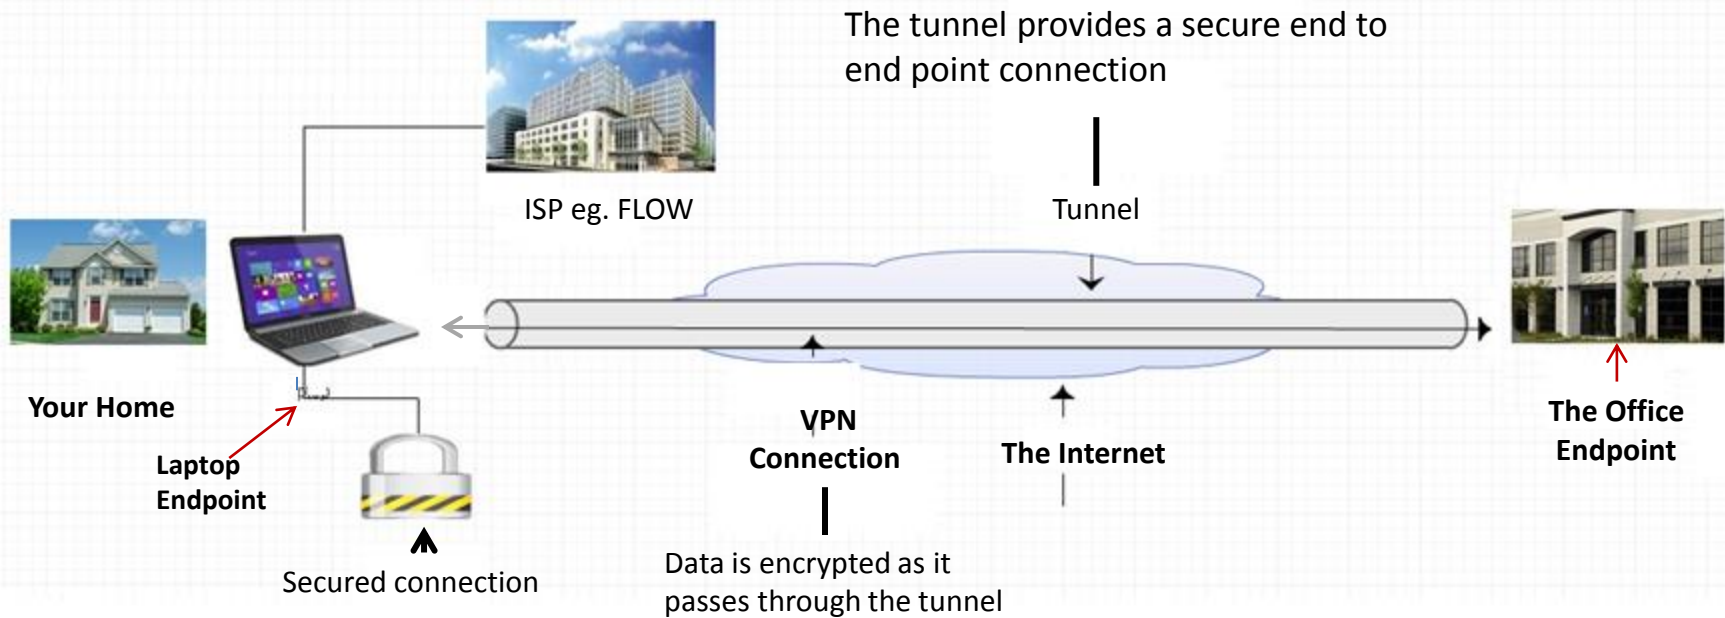 The tunnel provides a secure end to
end point connection
ISP eg. FLOW
Tunnel
Your Home
Laptop
Endpoint
Secured connection
VPN
Connection
Data is encrypted as it
passes through the tunnel
The Internet
The Office
Endpoint